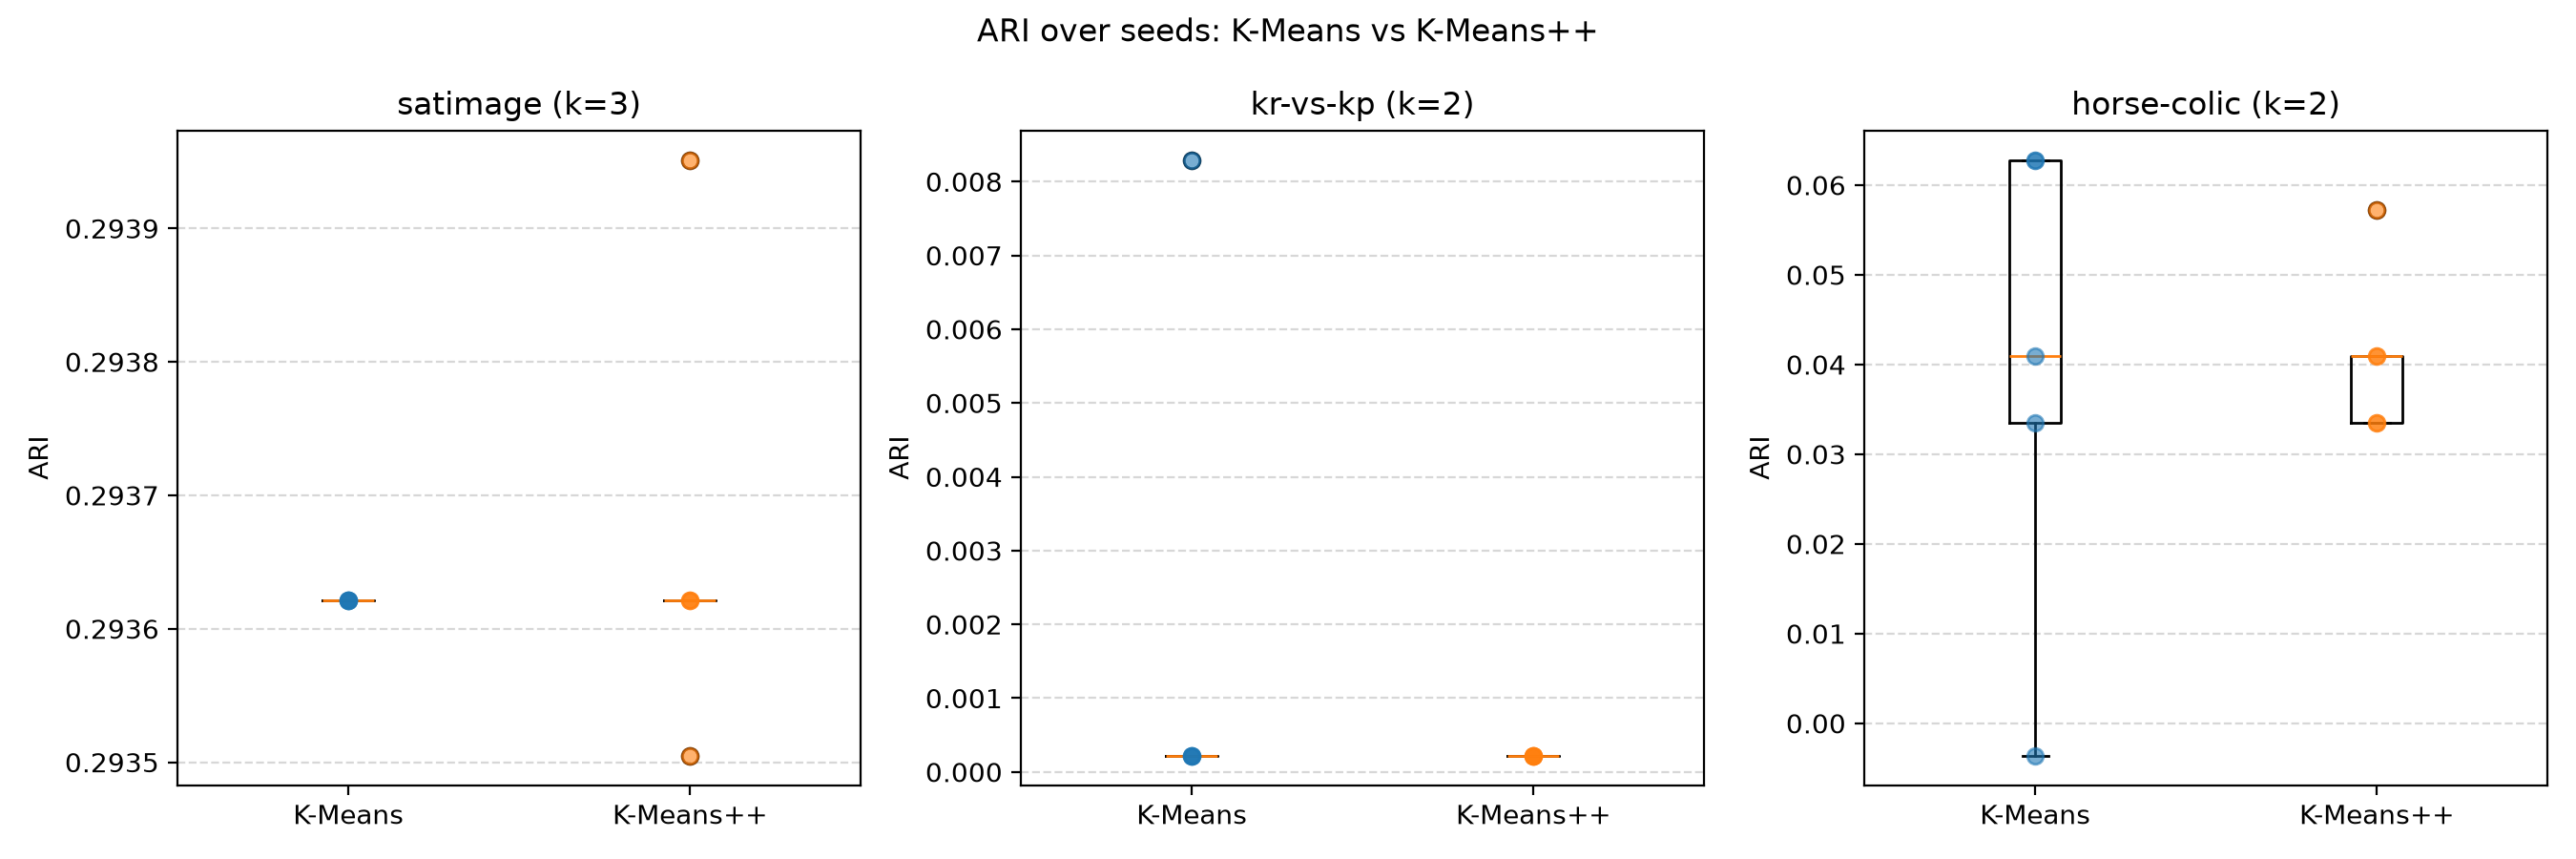 ARI over seeds: K-Means vs K-Means++
satimage (k=3)
ARI
0.2939
0.2938
0.2937
0.2936
0.2935
K-Means
K-Means++
kr-vs-kp (k=2)
ARI
0.008
0.007
0.006
0.005
0.004
0.003
0.002
0.001
0.000
K-Means
K-Means++
horse-colic (k=2)
ARI
0.06
0.05
0.04
0.03
0.02
0.01
0.00
K-Means
K-Means++